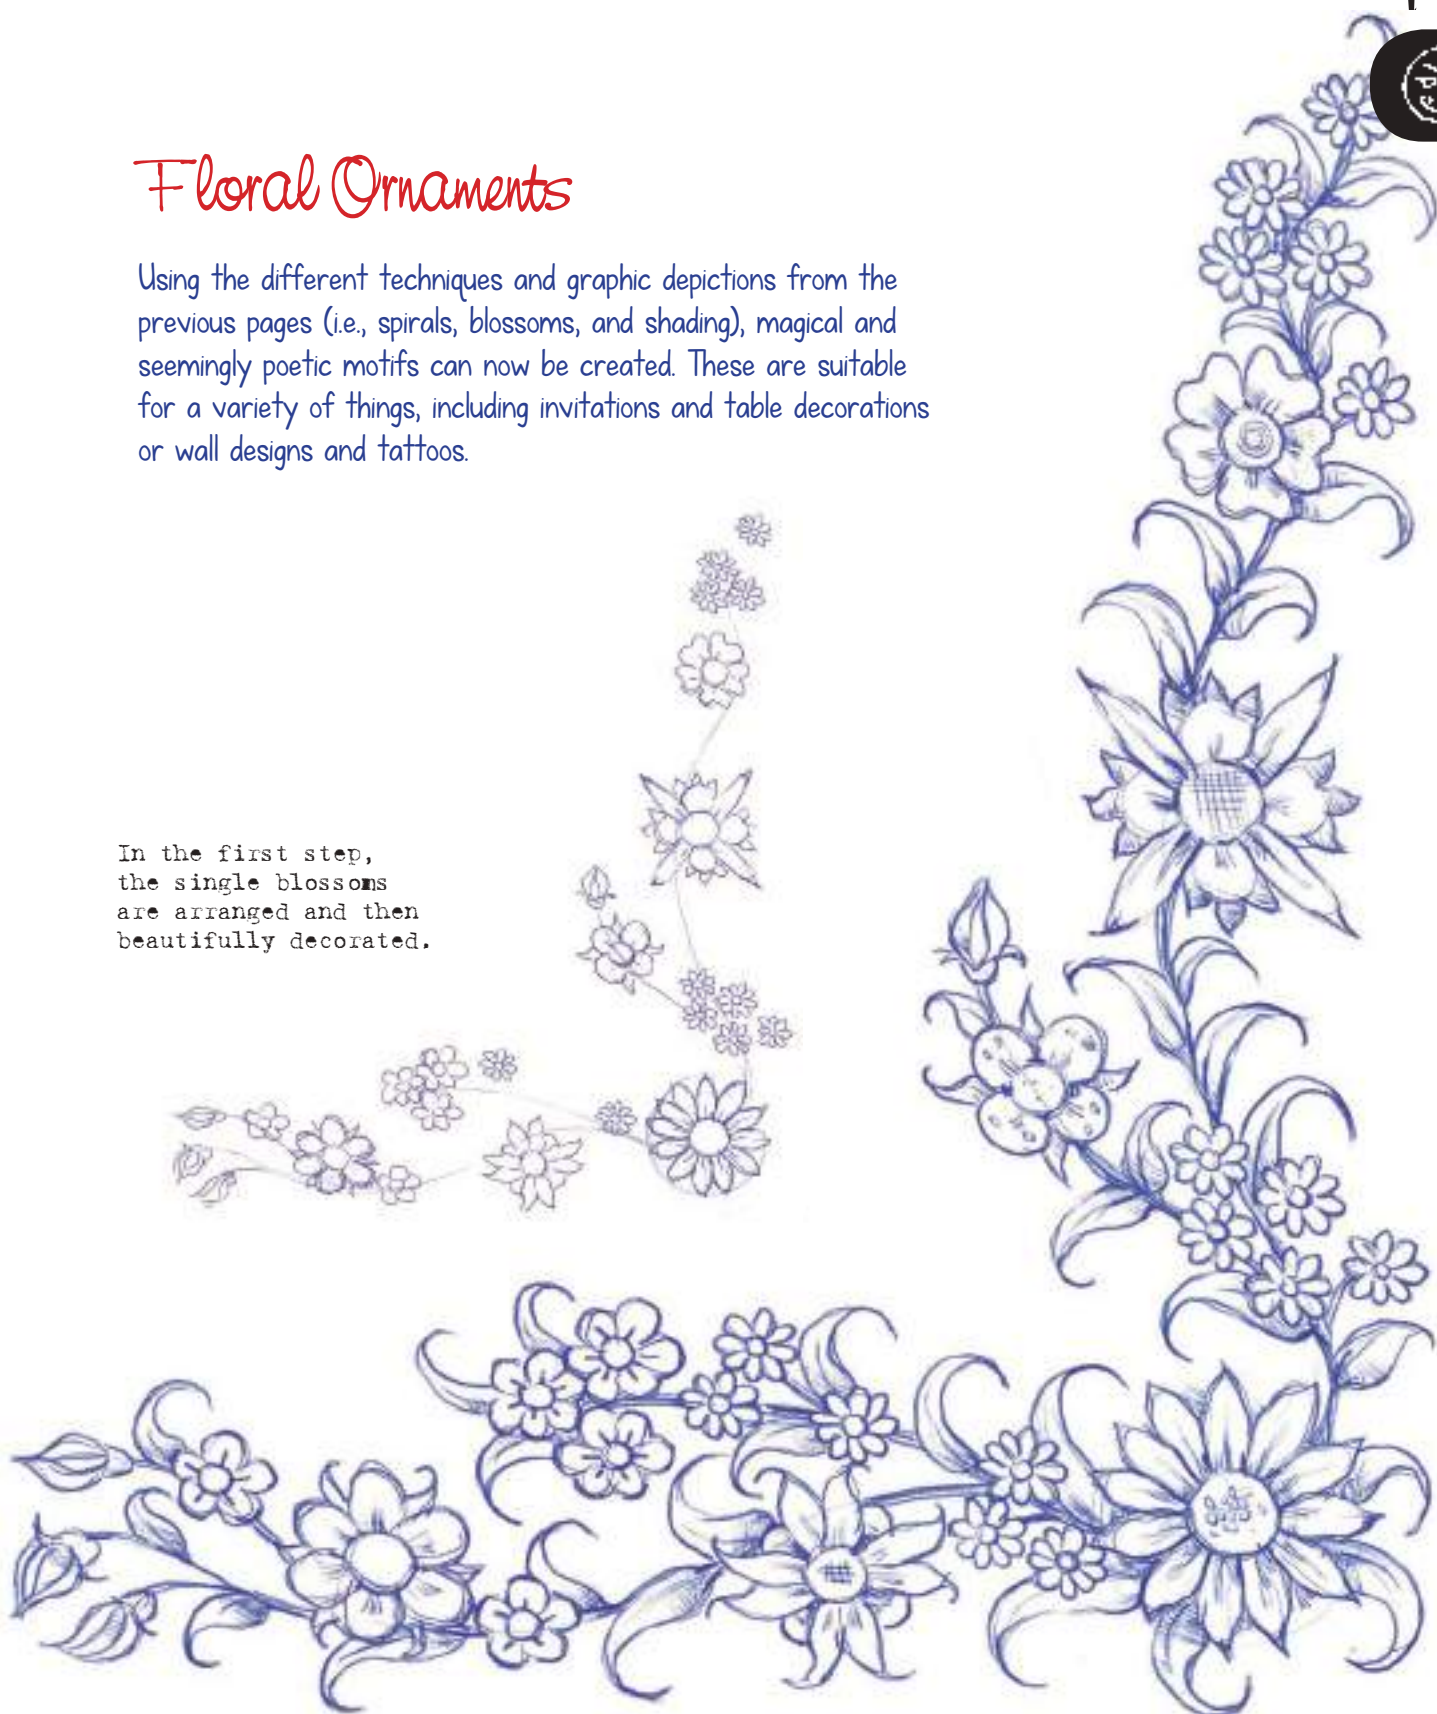 Floral Ornaments
Using the different techniques and graphic depictions from the
previous pages (i.e., spirals, blossoms, and shading), magical and
seemingly poetic motifs can now be created. These are suitable
for a variety of things, including invitations and table decorations
or wall designs and tattoos.
In the first step,
the single blossoms
are arranged and then
beautifully decorated.